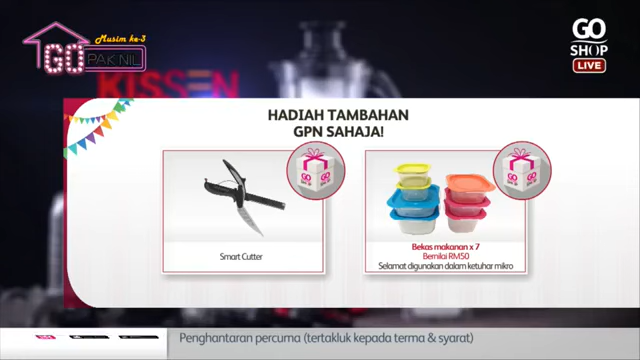 Musim ke-3
GO PAK NIL
GO
SHOP
LIVE
KISSEN
HADIAH TAMBAHAN
GPN SAHAJA!
Smart Cutter
Bekas makanan x 7
Bernilai RM50
Selamat digunakan dalam ketuhar mikro
Penghantaran percuma (tertakluk kepada terma & syarat)